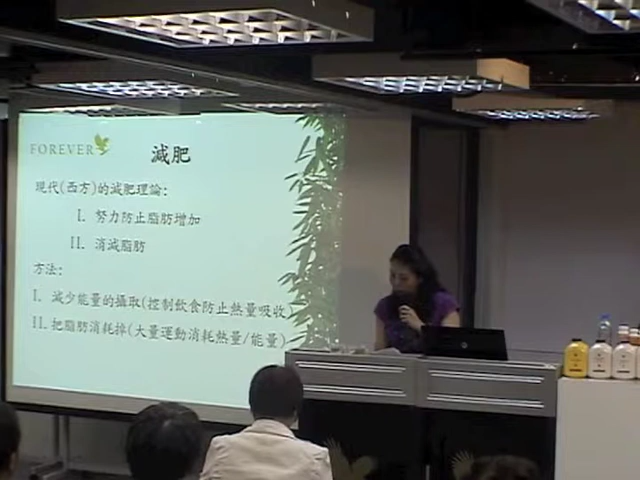 FOREVER
減肥
現代(西方)的減肥理論:
I. 努力防止脂肪增加
II. 消減脂肪
方法:
I. 減少能量的攝取(控制飲食防止熱量吸收)
II. 把脂肪消耗掉(大量運動消耗熱量/能量)